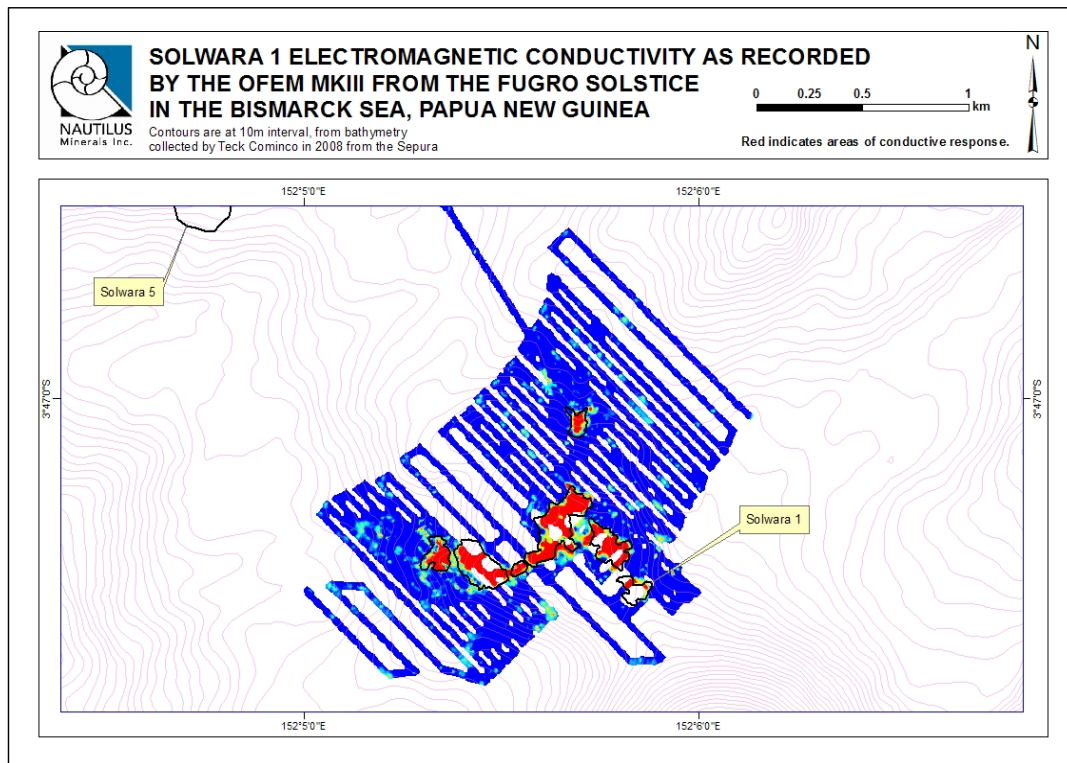 SOLWARA 1 ELECTROMAGNETIC CONDUCTIVITY AS RECORDED
BY THE OFEM MKIII FROM THE FUGRO SOLSTICE
IN THE BISMARCK SEA, PAPUA NEW GUINEA
Contours are at 10m interval, from bathymetry
collected by Teck Cominco in 2008 from the Sepura
NAUTILUS
Minerals Inc.
0 0.25 0.5 1
km
Red indicates areas of conductive response.
N
152°5'0"E 152°6'0"E
Solwara 5
3°47'0"S 3°47'0"S
Solwara 1
152°5'0"E 152°6'0"E